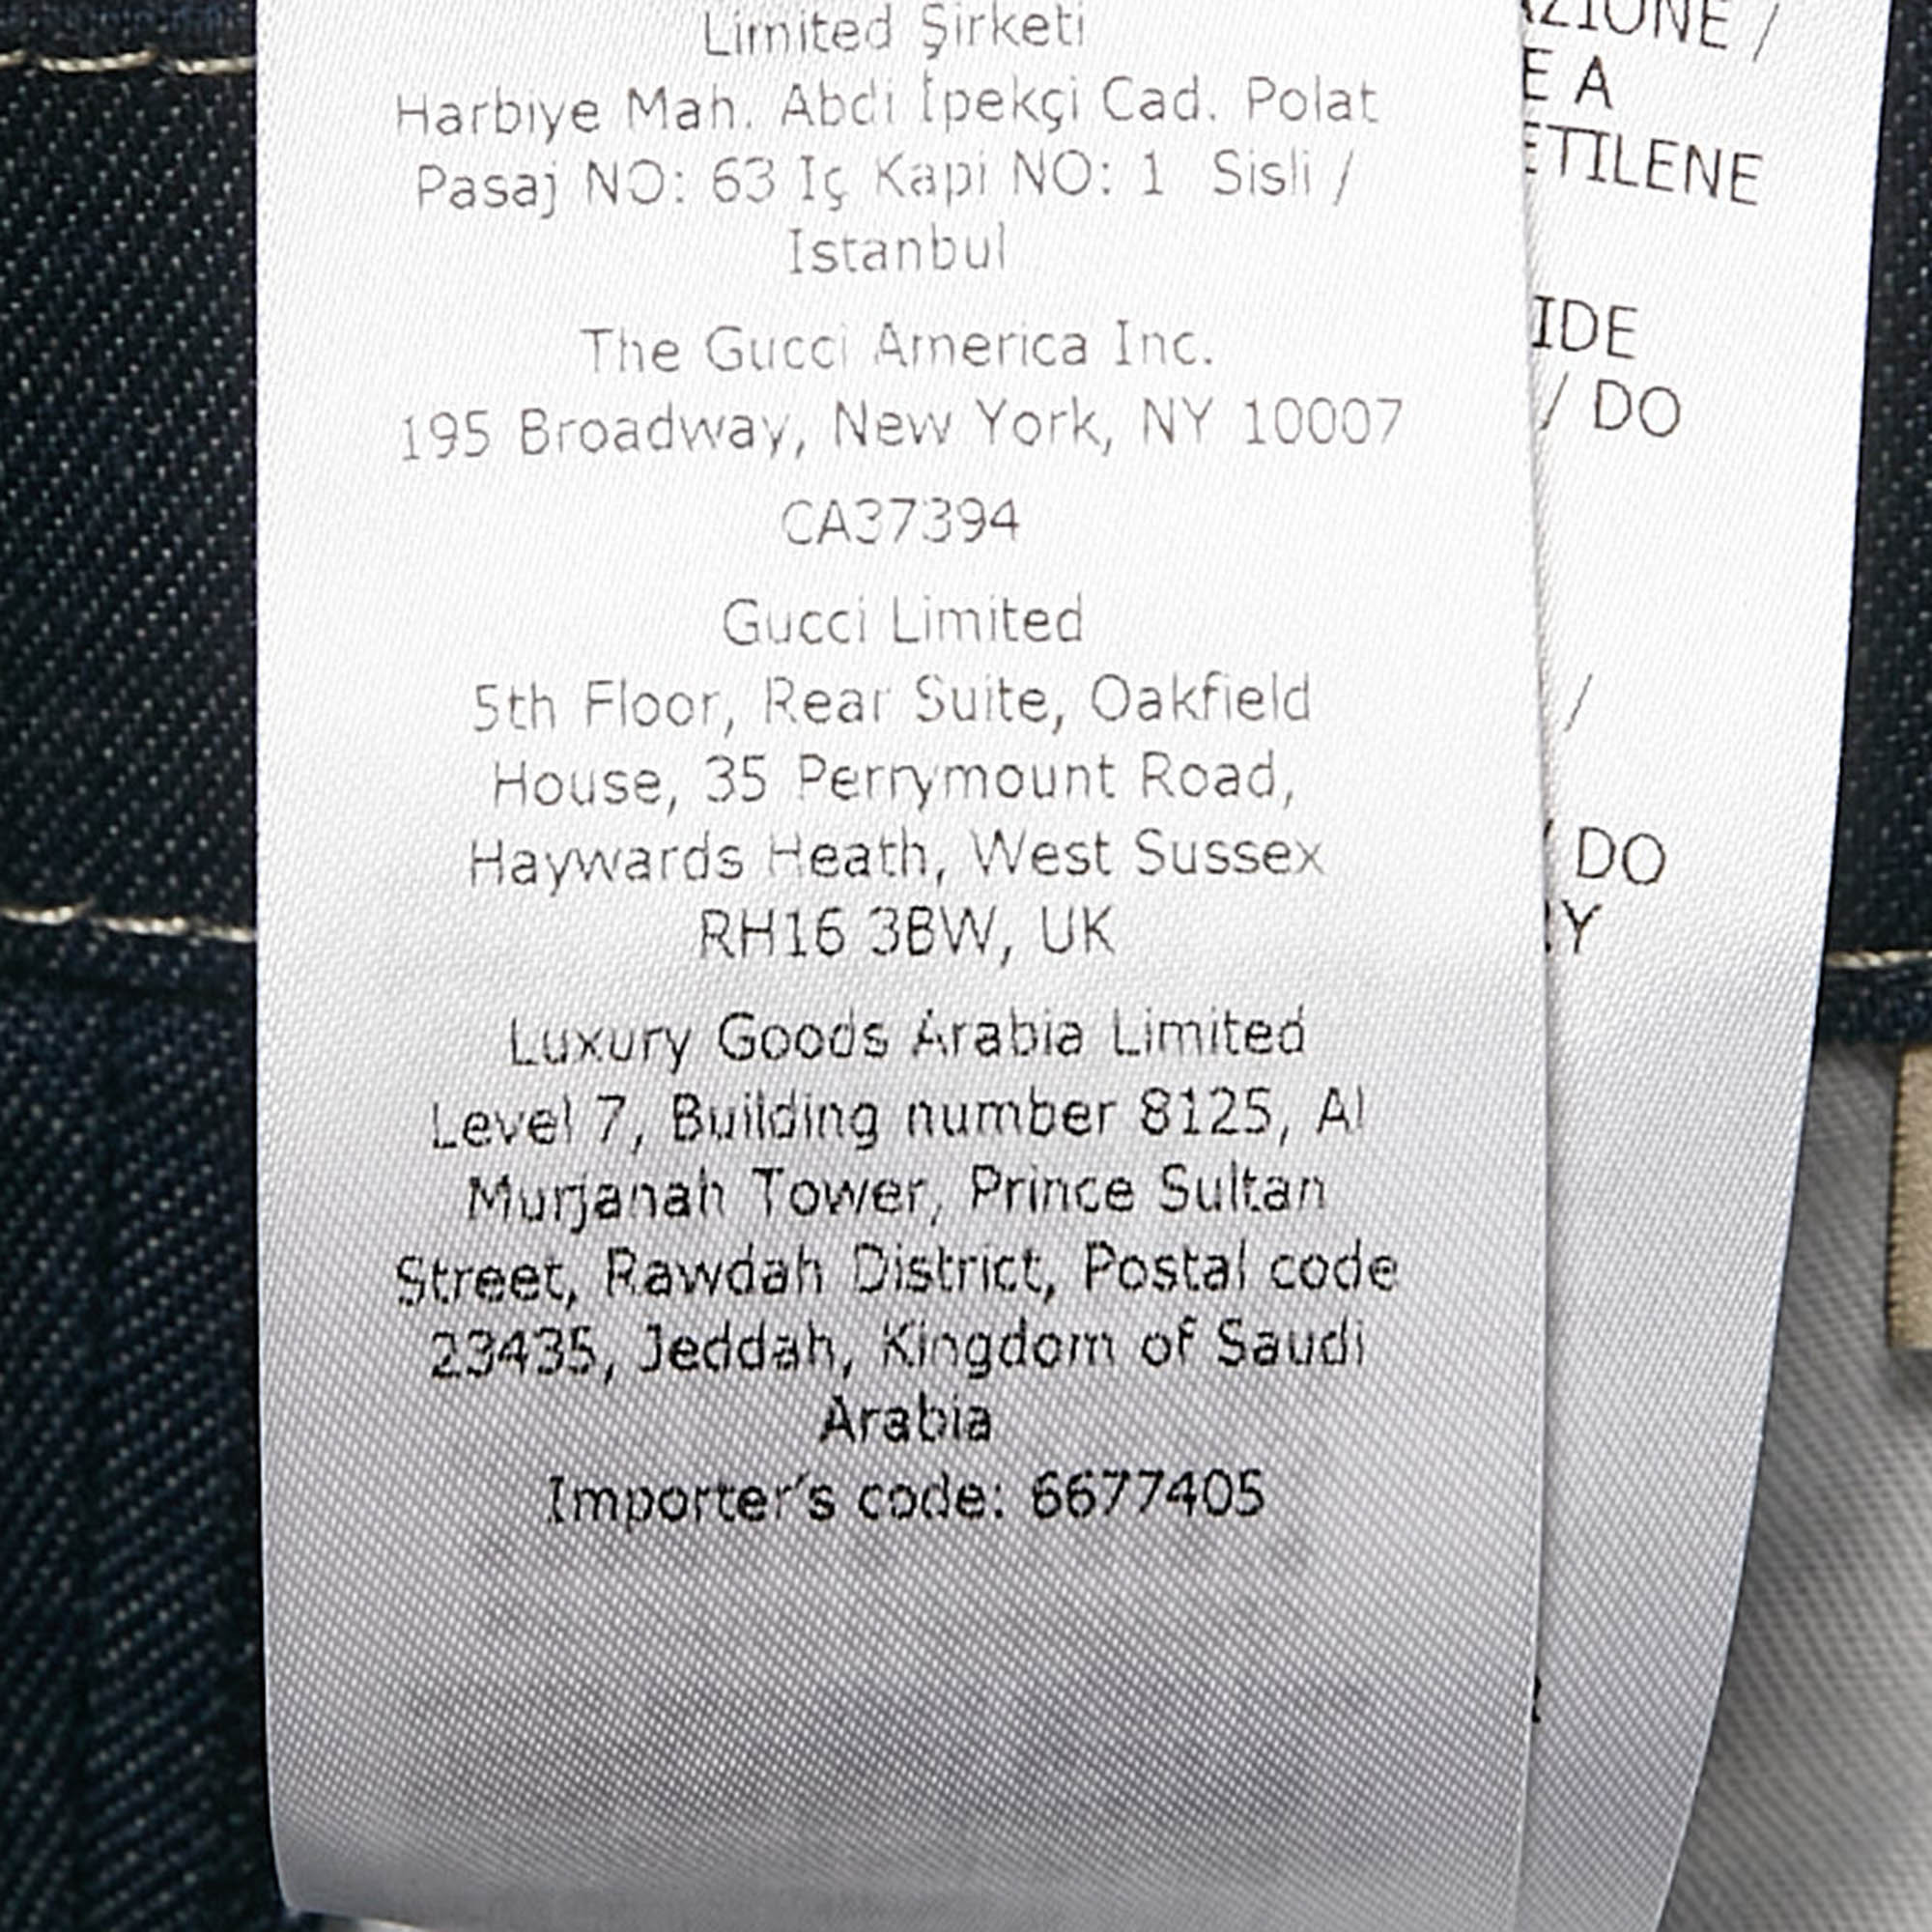 Limited Şirketi
Harbiye Mah. Abdi İpekçi Cad. Polat
Pasaj NO: 63 Iç Kapi NO: 1 Sisli /
Istanbul
The Gucci America Inc.
195 Broadway, New York, NY 10007
CA37394
Gucci Limited
5th Floor, Rear Suite, Oakfield
House, 35 Perrymount Road,
Haywards Heath, West Sussex
RH16 3BW, UK
Luxury Goods Arabia Limited
Level 7, Building number 8125, Al
Murjanah Tower, Prince Sultan
Street, Rawdah District, Postal code
23435, Jeddah, Kingdom of Saudi
Arabia
Importer's code: 6677405
/
A
IDE
/ DO
/
DO